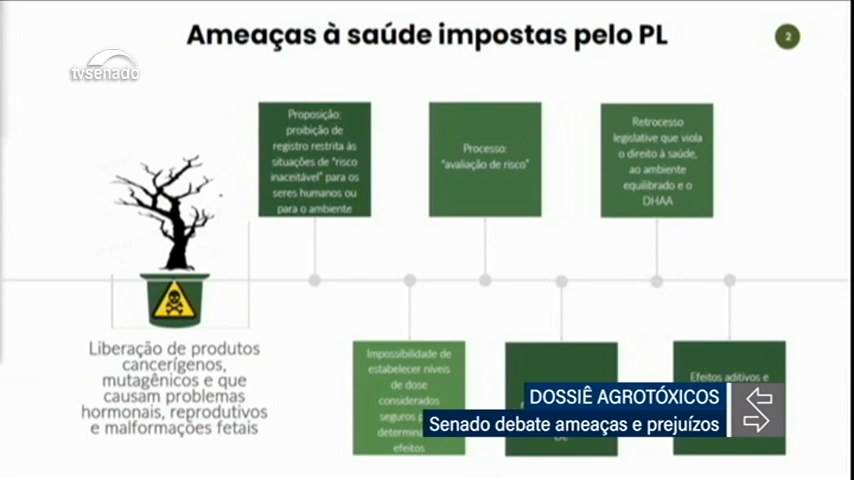 Ameaças à saúde impostas pelo PL
2
tvsenado
Proposição:
proibição de
registro restrita às
situações de "risco
inaceitável" para os
seres humanos ou
para o ambiente
Processo:
"avaliação de risco"
Retrocesso
legislative que viola
o direito à saúde,
ao ambiente
equilibrado e o
DHAA
Liberação de produtos
cancerígenos,
mutagênicos e que
causam problemas
hormonais, reprodutivos
e malformações fetais
Impossibilidade de
estabelecer níveis
de dose
considerados
seguros
efeitos
Efeitos aditivos e
DOSSIÊ AGROTÓXICOS
Senado debate ameaças e prejuízos